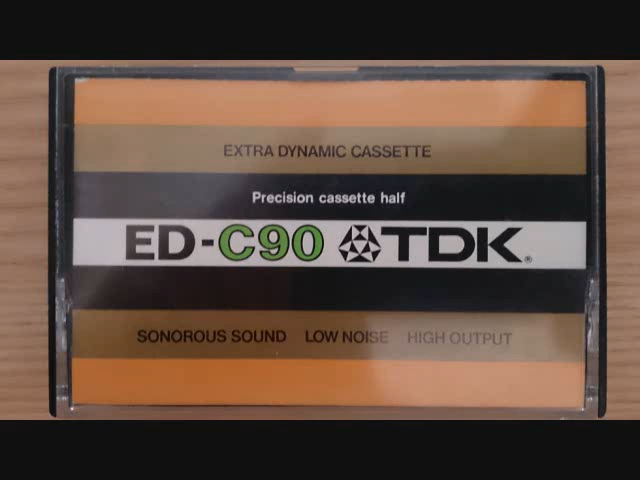 EXTRA DYNAMIC CASSETTE
Precision cassette half
ED-C90 TDK®
SONOROUS SOUND LOW NOISE HIGH OUTPUT